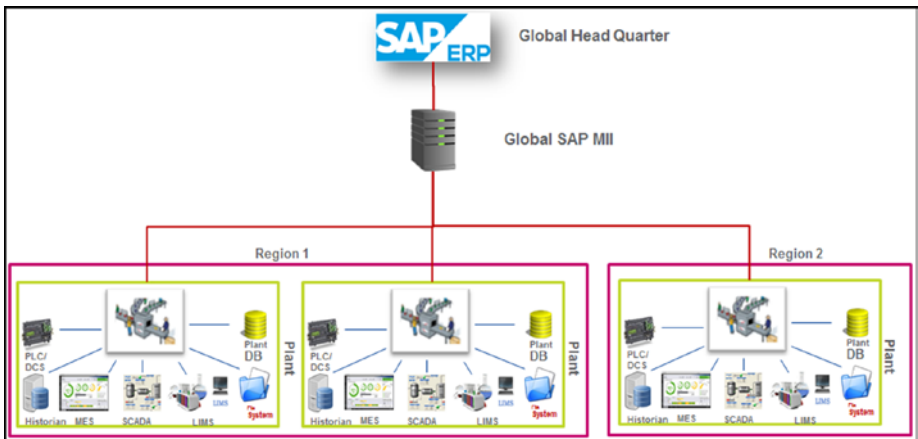 SAP
ERP
Global Head Quarter
Global SAP MII
Region 1
Region 2
PLC/
DCS
Plant
DB
Plant
Historian
MES
SCADA
LIMS
LIMS
File
System
PLC/
DCS
Plant
DB
Plant
Historian
MES
SCADA
LIMS
LIMS
File
System
PLC/
DCS
Plant
DB
Plant
Historian
MES
SCADA
LIMS
LIMS
File
System